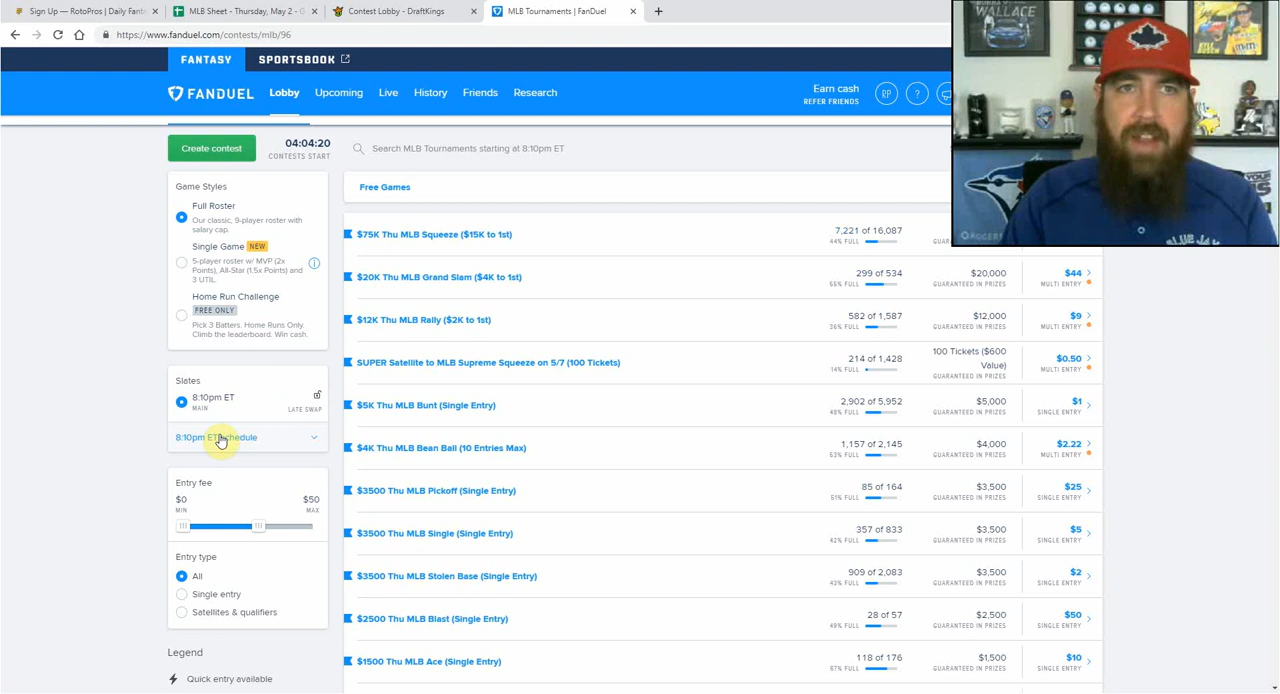 Sign Up — RotoPros | Daily Fant
MLB Sheet - Thursday, May 2 - G
Contest Lobby - DraftKings
MLB Tournaments | FanDuel
https://www.fanduel.com/contests/mlb/96
FANTASY
SPORTSBOOK
FANDUEL
Lobby
Upcoming
Live
History
Friends
Research
Earn cash
REFER FRIENDS
RP
?
Create contest
04:04:20
CONTESTS START
Search MLB Tournaments starting at 8:10pm ET
Game Styles
Full Roster
Our classic, 9-player roster with
salary cap.
Single Game NEW
5-player roster w/ MVP (2x
Points), All-Star (1.5x Points) and
3 UTIL.
Home Run Challenge
FREE ONLY
Pick 3 Batters. Home Runs Only.
Climb the leaderboard. Win cash.
Slates
8:10pm ET
MAIN
LATE SWAP
8:10pm ET Schedule
Entry fee
$0
MIN
$50
MAX
Entry type
All
Single entry
Satellites & qualifiers
Legend
Quick entry available
Free Games
$75K Thu MLB Squeeze ($15K to 1st)
7,221 of 16,087
44% FULL
$20K Thu MLB Grand Slam ($4K to 1st)
299 of 534
$20,000
$44
GUARANTEED IN PRIZES
MULTI ENTRY
$12K Thu MLB Rally ($2K to 1st)
582 of 1,587
$12,000
$9
36% FULL
GUARANTEED IN PRIZES
MULTI ENTRY
SUPER Satellite to MLB Supreme Squeeze on 5/7 (100 Tickets)
214 of 1,428
14% FULL
100 Tickets ($600
Value)
GUARANTEED IN PRIZES
$0.50
MULTI ENTRY
$5K Thu MLB Bunt (Single Entry)
2,902 of 5,952
$5,000
$1
48% FULL
GUARANTEED IN PRIZES
SINGLE ENTRY
$4K Thu MLB Bean Ball (10 Entries Max)
1,157 of 2,145
$4,000
$2.22
53% FULL
GUARANTEED IN PRIZES
MULTI ENTRY
$3500 Thu MLB Pickoff (Single Entry)
85 of 164
$3,500
$25
51% FULL
GUARANTEED IN PRIZES
SINGLE ENTRY
$3500 Thu MLB Single (Single Entry)
357 of 833
$3,500
$5
42% FULL
GUARANTEED IN PRIZES
SINGLE ENTRY
$3500 Thu MLB Stolen Base (Single Entry)
909 of 2,083
$3,500
$2
43% FULL
GUARANTEED IN PRIZES
SINGLE ENTRY
$2500 Thu MLB Blast (Single Entry)
28 of 57
$2,500
$50
49% FULL
GUARANTEED IN PRIZES
SINGLE ENTRY
$1500 Thu MLB Ace (Single Entry)
118 of 176
$1,500
$10
67% FULL
GUARANTEED IN PRIZES
SINGLE ENTRY